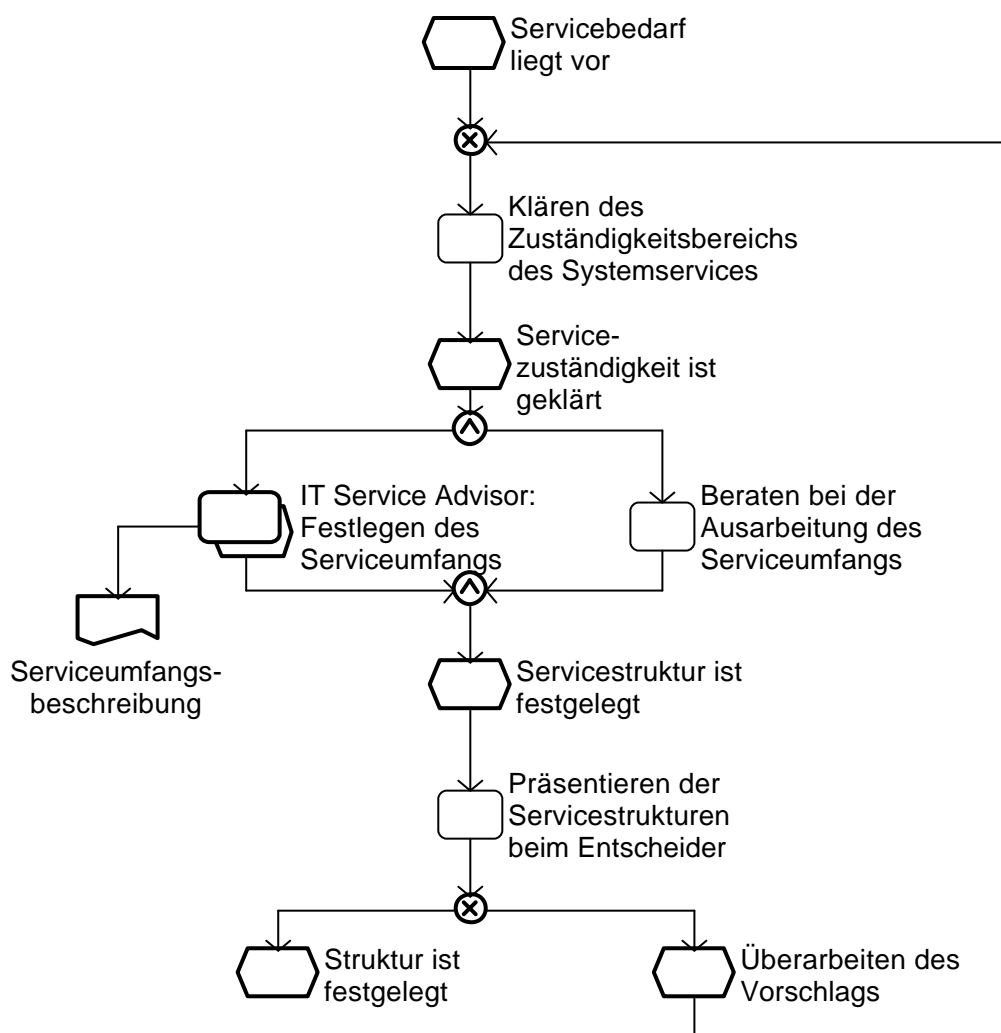 Servicebedarf
liegt vor
Klären des
Zuständigkeitsbereichs
des Systemservices
Service-
zuständigkeit ist
geklärt
IT Service Advisor:
Festlegen des
Serviceumfangs
Beraten bei der
Ausarbeitung des
Serviceumfangs
Serviceumfangs-
beschreibung
Servicestruktur ist
festgelegt
Präsentieren der
Servicestrukturen
beim Entscheider
Struktur ist
festgelegt
Überarbeiten des
Vorschlags